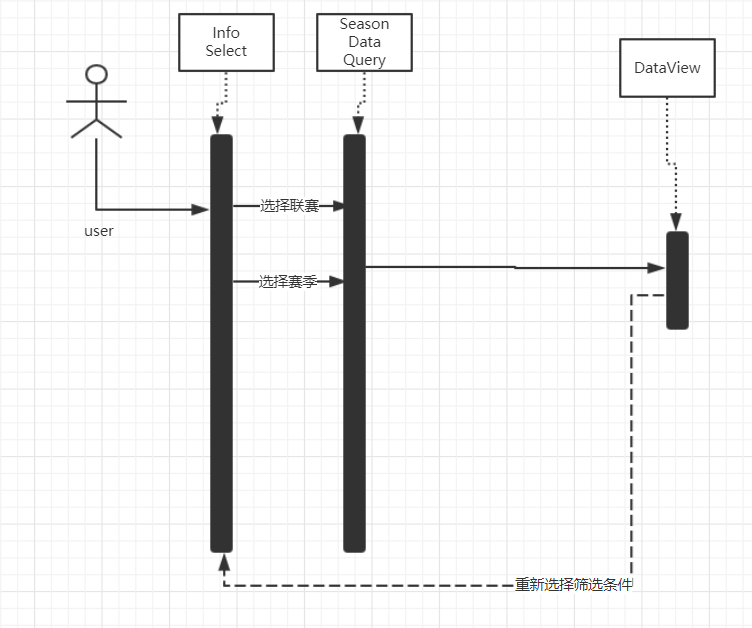 Info
Select
Season
Data
Query
DataView
user
选择联赛
选择赛季
重新选择筛选条件